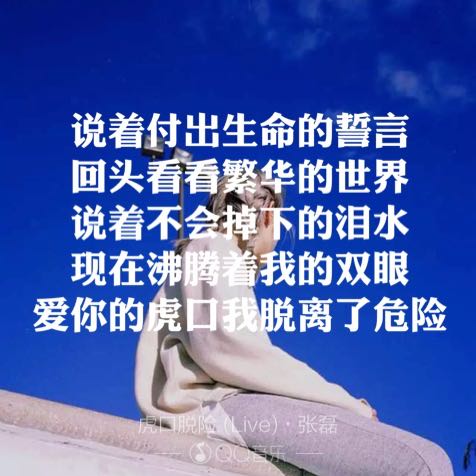 说着付出生命的誓言
回头看看繁华的世界
说着不会掉下的泪水
现在沸腾着我的双眼
爱你的虎口我脱离了危险
虎口脱险 (Live)·张磊
QQ音乐